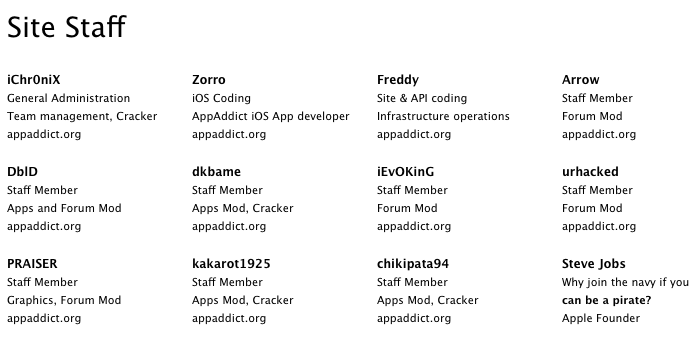 Site Staff
iChr0niX
General Administration
Team management, Cracker
appaddict.org
Zorro
iOS Coding
AppAddict iOS App developer
appaddict.org
Freddy
Site & API coding
Infrastructure operations
appaddict.org
Arrow
Staff Member
Forum Mod
appaddict.org
DblD
Staff Member
Apps and Forum Mod
appaddict.org
dkbame
Staff Member
Apps Mod, Cracker
appaddict.org
iEvOKinG
Staff Member
Forum Mod
appaddict.org
urhacked
Staff Member
Forum Mod
appaddict.org
PRAISER
Staff Member
Graphics, Forum Mod
appaddict.org
kakarot1925
Staff Member
Apps Mod, Cracker
appaddict.org
chikipata94
Staff Member
Apps Mod, Cracker
appaddict.org
Steve Jobs
Why join the navy if you
can be a pirate?
Apple Founder